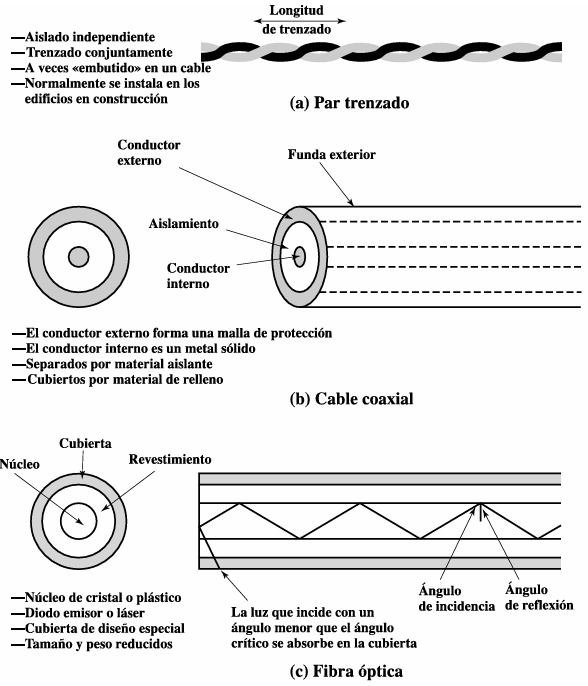 Longitud
de trenzado
—Aislado independiente
—Trenzado conjuntamente
—A veces «embutido» en un cable
—Normalmente se instala en los
edificios en construcción
(a) Par trenzado
Conductor
externo
Funda exterior
Aislamiento
Conductor
interno
—El conductor externo forma una malla de protección
—El conductor interno es un metal sólido
—Separados por material aislante
—Cubiertos por material de relleno
(b) Cable coaxial
Cubierta
Núcleo
Revestimiento
—Núcleo de cristal o plástico
—Diodo emisor o láser
—Cubierta de diseño especial
—Tamaño y peso reducidos
La luz que incide con un
ángulo menor que el ángulo
crítico se absorbe en la cubierta
Ángulo
de incidencia
Ángulo
de reflexión
(c) Fibra óptica